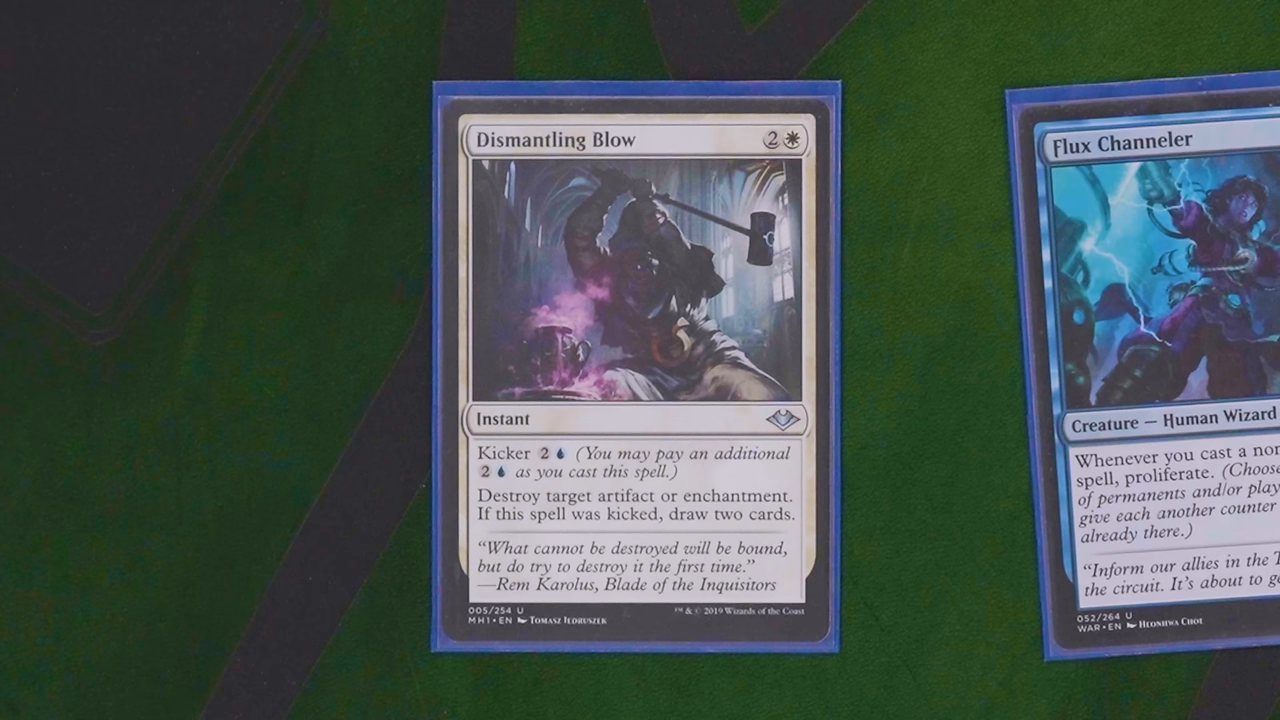 Dismantling Blow 2
Instant
Kicker 2 (You may pay an additional
2 as you cast this spell.)
Destroy target artifact or enchantment.
If this spell was kicked, draw two cards.
“What cannot be destroyed will be bound,
but do try to destroy it the first time.”
—Rem Karolus, Blade of the Inquisitors
005/254 U
MH1•EN Tomasz Jedruszek
™ & © 2019 Wizards of the Coast
Flux Channeler
Creature — Human Wizard
Whenever you cast a
spell, proliferate. (Choose
of permanents and/or
give each another counter
already there.)
“Inform our allies in the
the circuit. It's about to
052/264 U
WAR•EN Heonhwa Choe